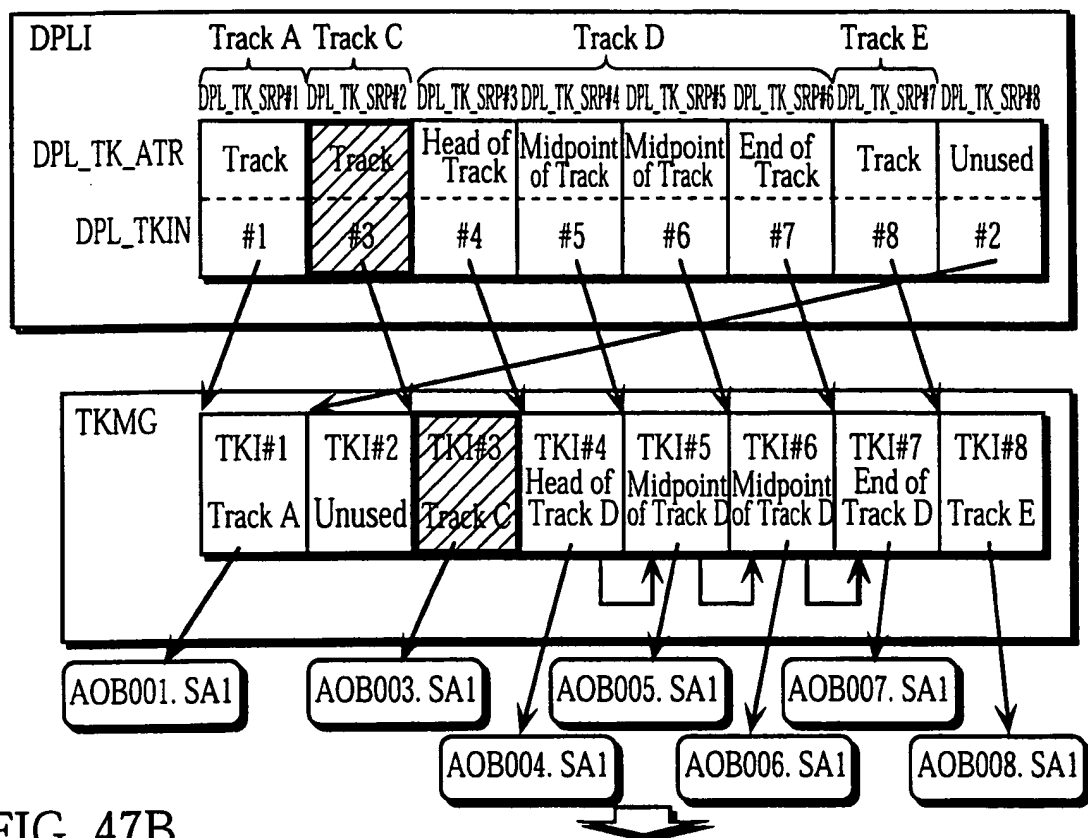 DPLI
Track A Track C Track D Track E
DPL_TK_SRP#1 DPL_TK_SRP#2 DPL_TK_SRP#3 DPL_TK_SRP#4 DPL_TK_SRP#5 DPL_TK_SRP#6 DPL_TK_SRP#7 DPL_TK_SRP#8
DPL_TK_ATR Track Track Head of Track Midpoint of Track Midpoint of Track End of Track Track Unused
DPL_TKIN #1 #3 #4 #5 #6 #7 #8 #2
TKMG
TKI#1 TKI#2 TKI#3 TKI#4 TKI#5 TKI#6 TKI#7 TKI#8
Track A Unused Track C Head of Track D Midpoint of Track D Midpoint of Track D End of Track D Track E
AOB001. SA1 AOB003. SA1 AOB005. SA1 AOB007. SA1
AOB004. SA1 AOB006. SA1 AOB008. SA1
FIG. 47B